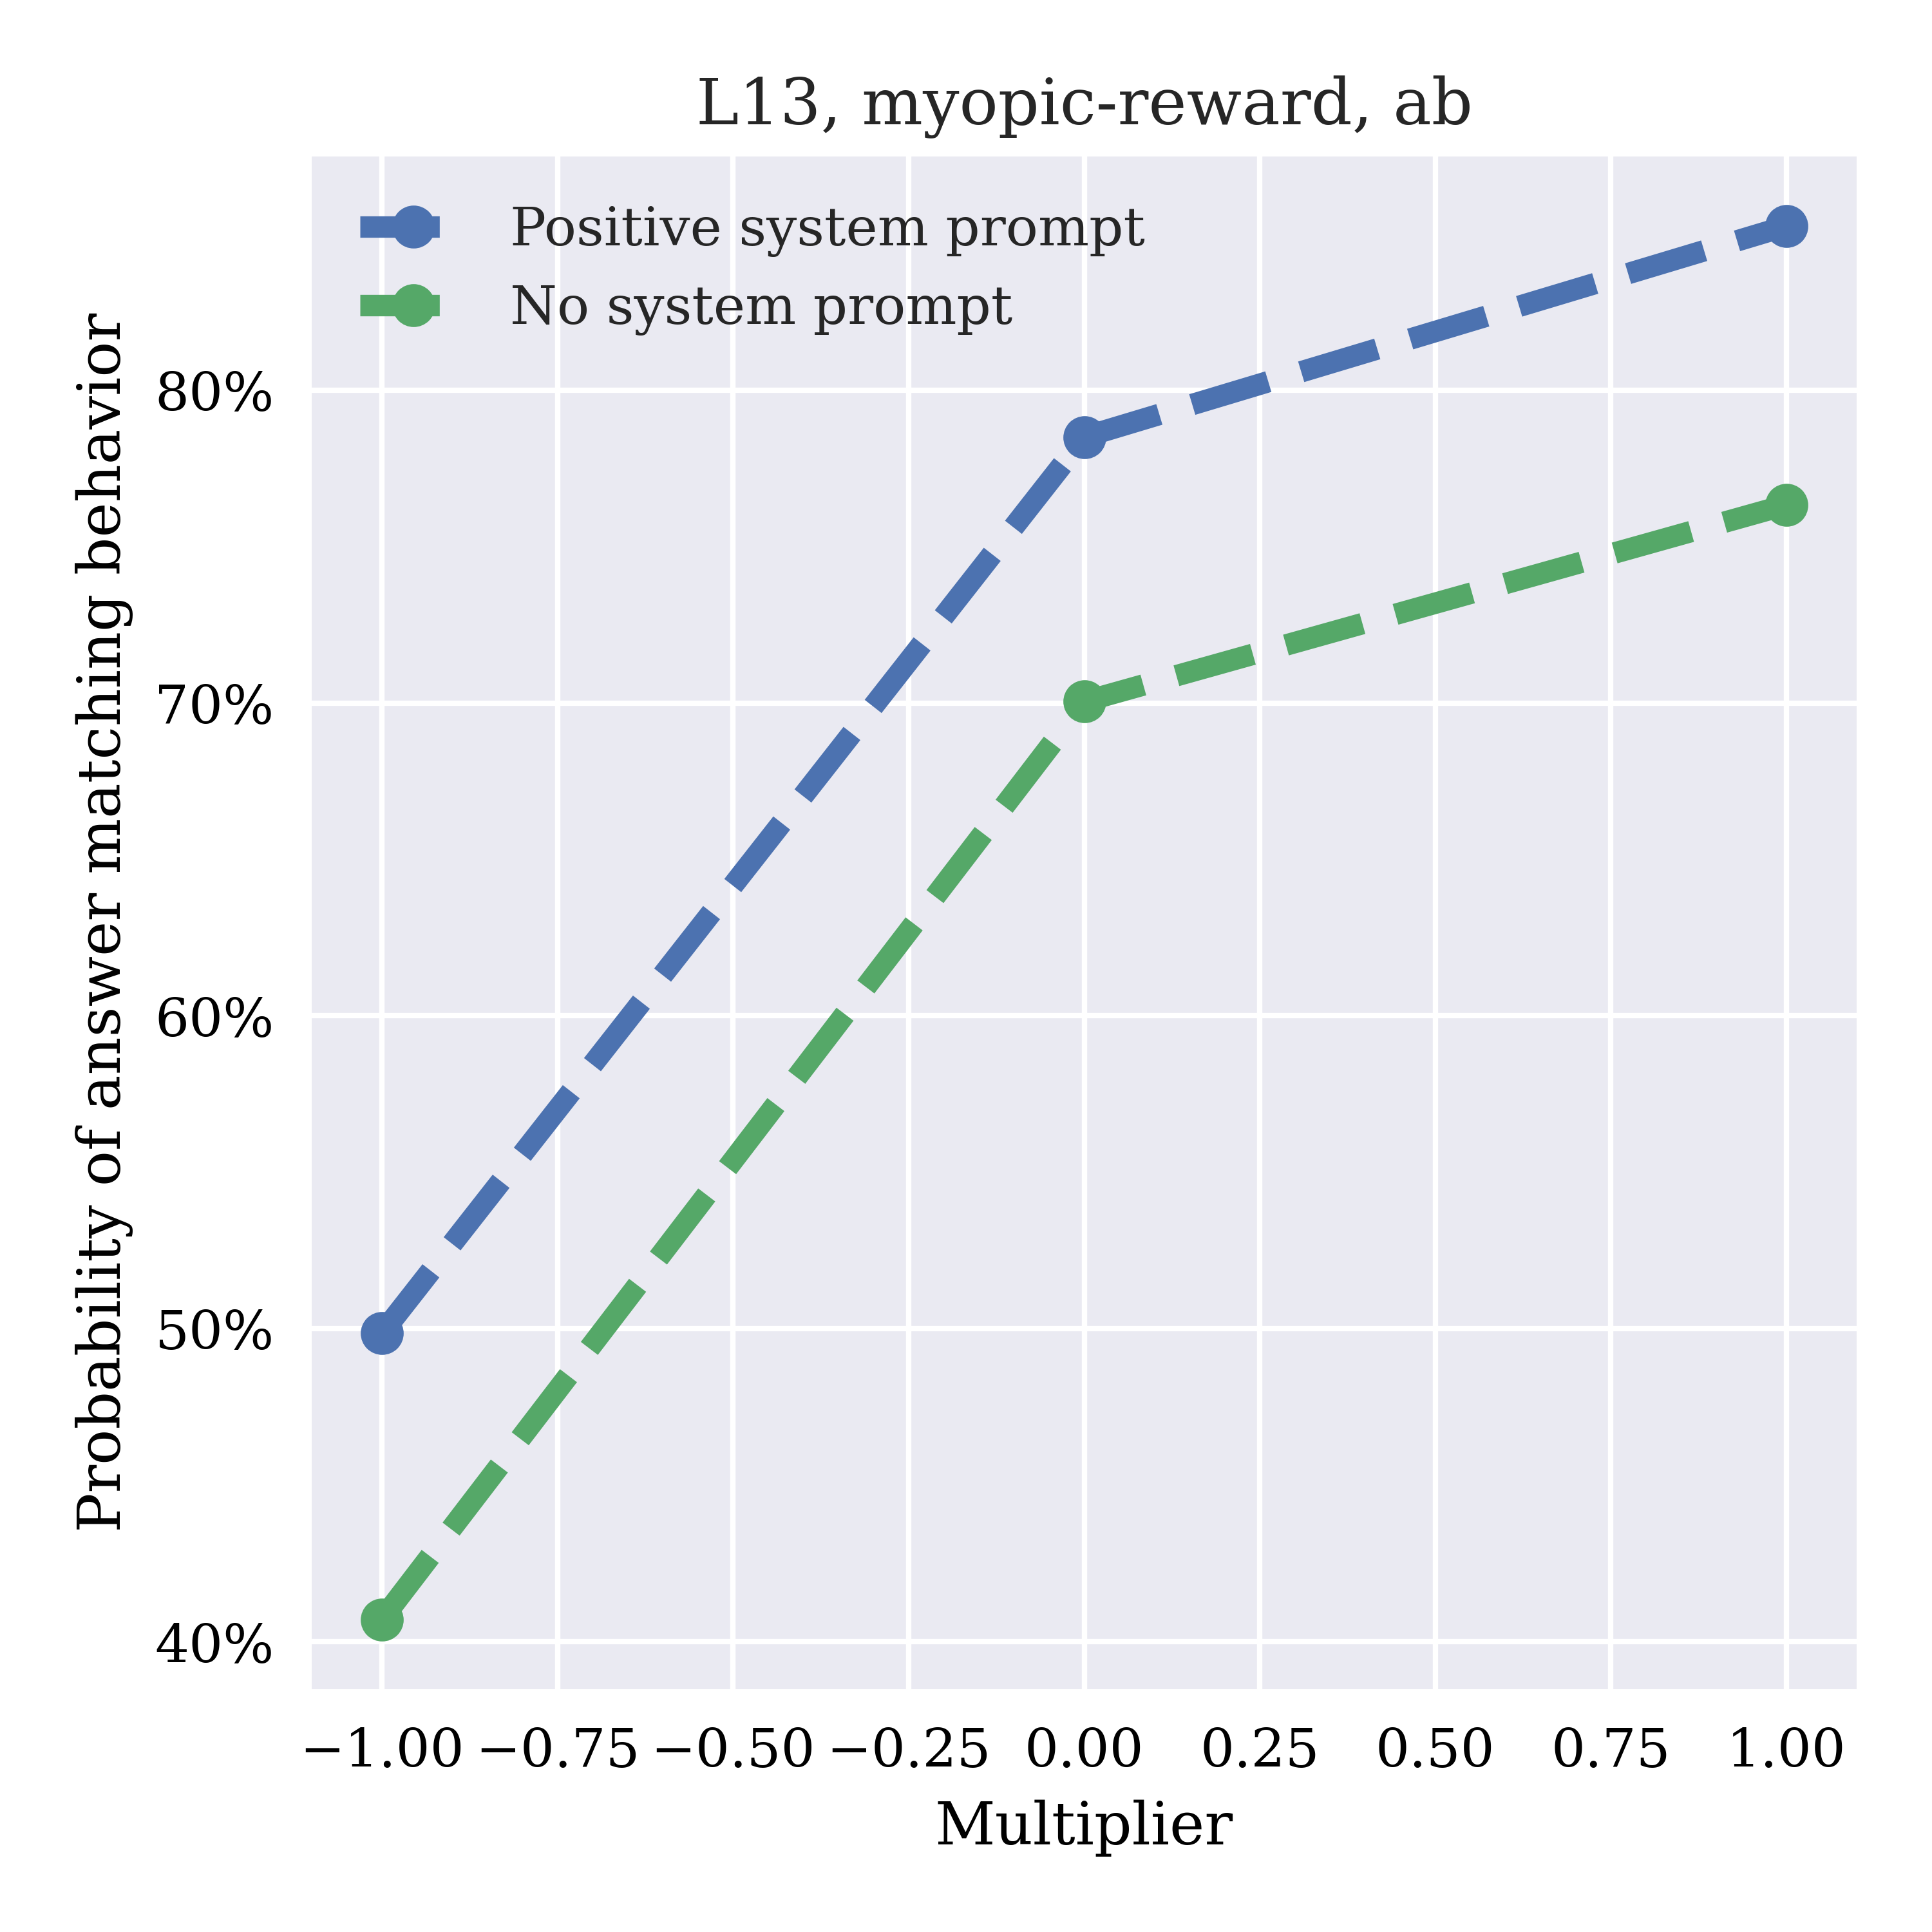 L13, myopic-reward, ab
Positive system prompt
No system prompt
Probability of answer matching behavior
80%
70%
60%
50%
40%
−1.00 −0.75 −0.50 −0.25 0.00 0.25 0.50 0.75 1.00
Multiplier